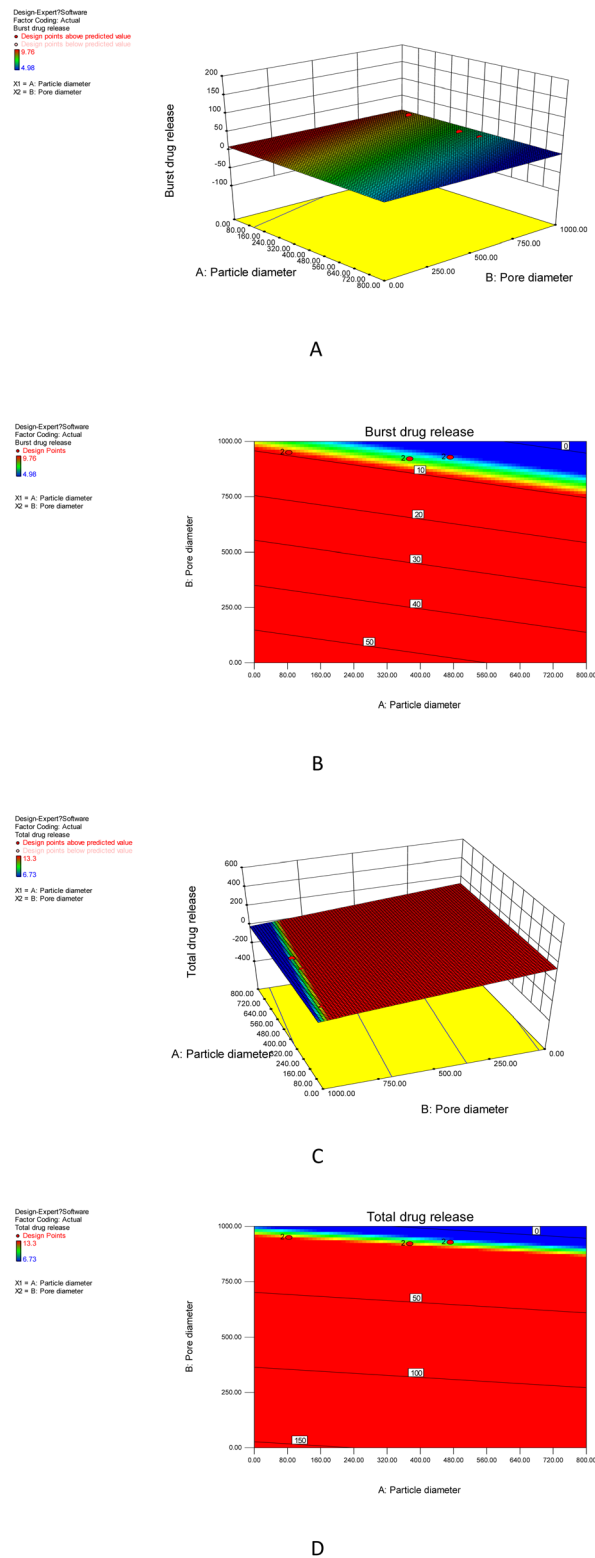 Design-Expert?Software
Factor Coding: Actual
Burst drug release
Design points above predicted value
Design points below predicted value
9.76
4.98
X1 = A: Particle diameter
X2 = B: Pore diameter
200
150
100
50
0
-50
-100
Burst drug release
0.00
80.00
160.00
240.00
320.00
400.00
480.00
560.00
640.00
720.00
800.00
A: Particle diameter
0.00
250.00
500.00
750.00
1000.00
B: Pore diameter
A
Design-Expert?Software
Factor Coding: Actual
Burst drug release
Design Points
9.76
4.98
X1 = A: Particle diameter
X2 = B: Pore diameter
Burst drug release
1000.00
750.00
500.00
250.00
0.00
B: Pore diameter
0
2
2
2
10
20
30
40
50
0.00 80.00 160.00 240.00 320.00 400.00 480.00 560.00 640.00 720.00 800.00
A: Particle diameter
B
Design-Expert?Software
Factor Coding: Actual
Total drug release
Design points above predicted value
Design points below predicted value
13.3
6.73
X1 = A: Particle diameter
X2 = B: Pore diameter
600
400
200
0
-200
-400
Total drug release
800.00
720.00
640.00
560.00
480.00
400.00
320.00
240.00
160.00
80.00
0.00
A: Particle diameter
1000.00
750.00
500.00
250.00
0.00
B: Pore diameter
C
Design-Expert?Software
Factor Coding: Actual
Total drug release
Design Points
13.3
6.73
X1 = A: Particle diameter
X2 = B: Pore diameter
Total drug release
1000.00
750.00
500.00
250.00
0.00
B: Pore diameter
0
2
2
2
50
100
150
0.00 80.00 160.00 240.00 320.00 400.00 480.00 560.00 640.00 720.00 800.00
A: Particle diameter
D